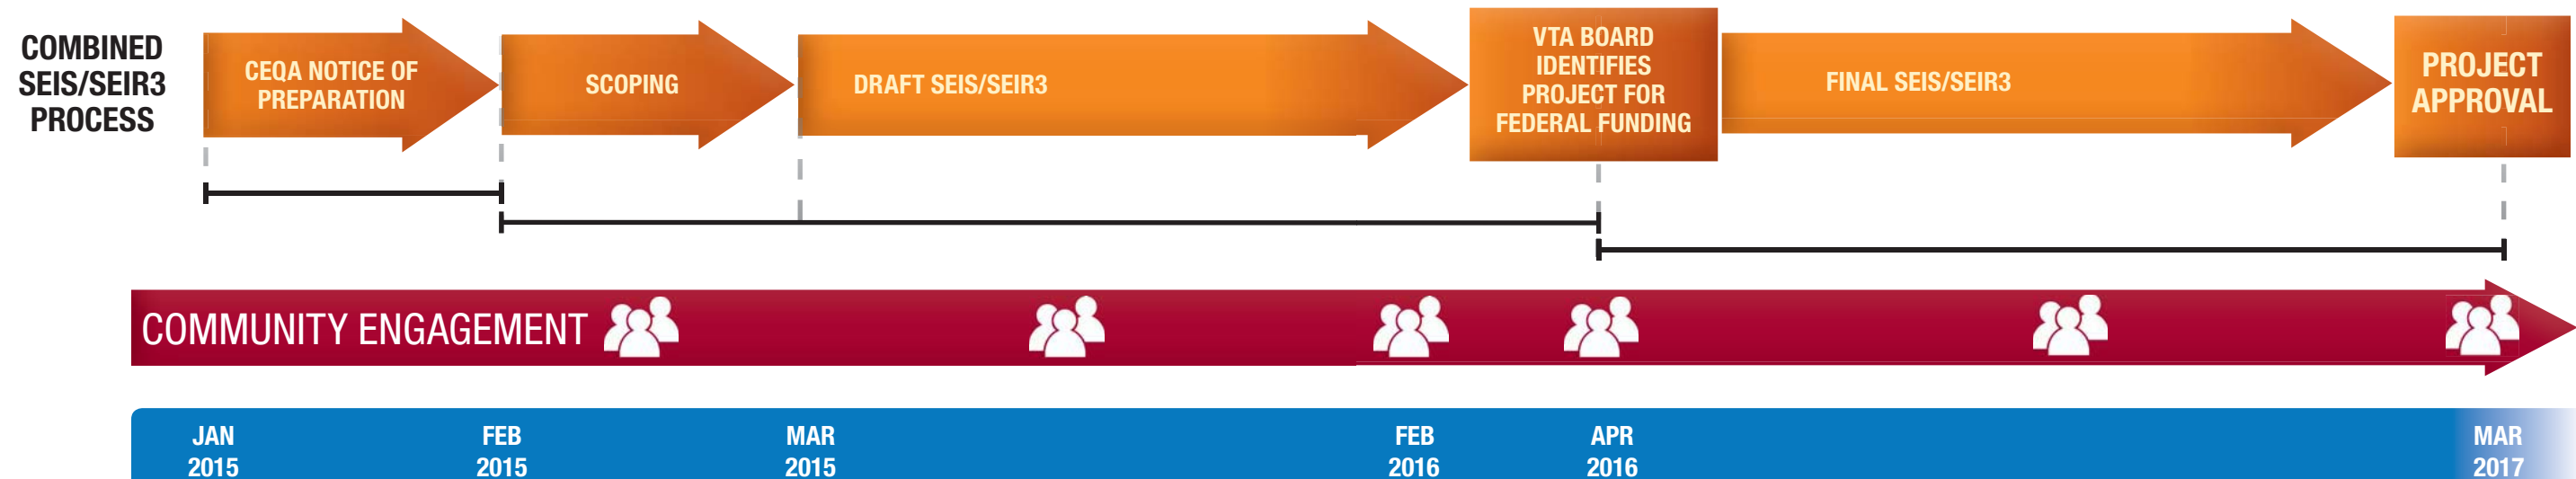 COMBINED
SEIS/SEIR3
PROCESS
CEQA NOTICE OF
PREPARATION
SCOPING
DRAFT SEIS/SEIR3
VTA BOARD
IDENTIFIES
PROJECT FOR
FEDERAL FUNDING
FINAL SEIS/SEIR3
PROJECT
APPROVAL
COMMUNITY ENGAGEMENT
JAN
2015
FEB
2015
MAR
2015
FEB
2016
APR
2016
MAR
2017